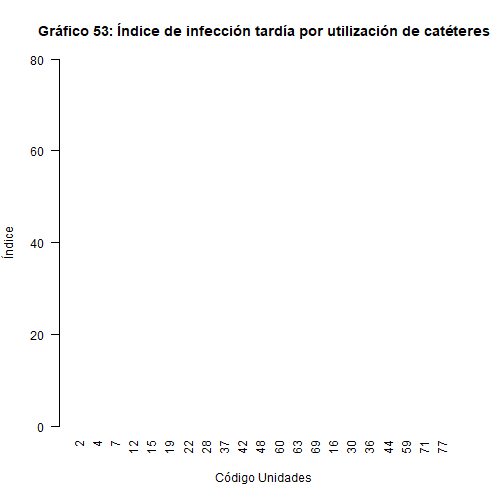 Gráfico 53: Índice de infección tardía por utilización de catéteres
80
60
40
20
0
Índice
2 4 7 12 15 19 22 28 37 42 48 60 63 69 16 30 36 44 59 71 77
Código Unidades